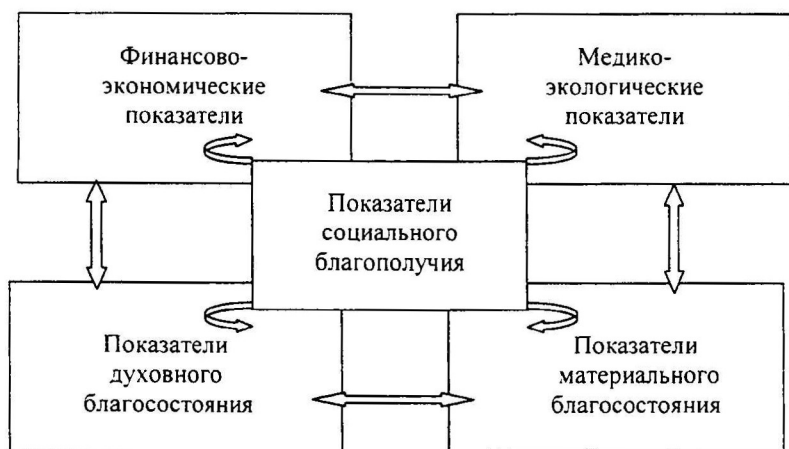 Финансово-
экономические
показатели
Медико-
экологические
показатели
Показатели
социального
благополучия
Показатели
духовного
благосостояния
Показатели
материального
благосостояния